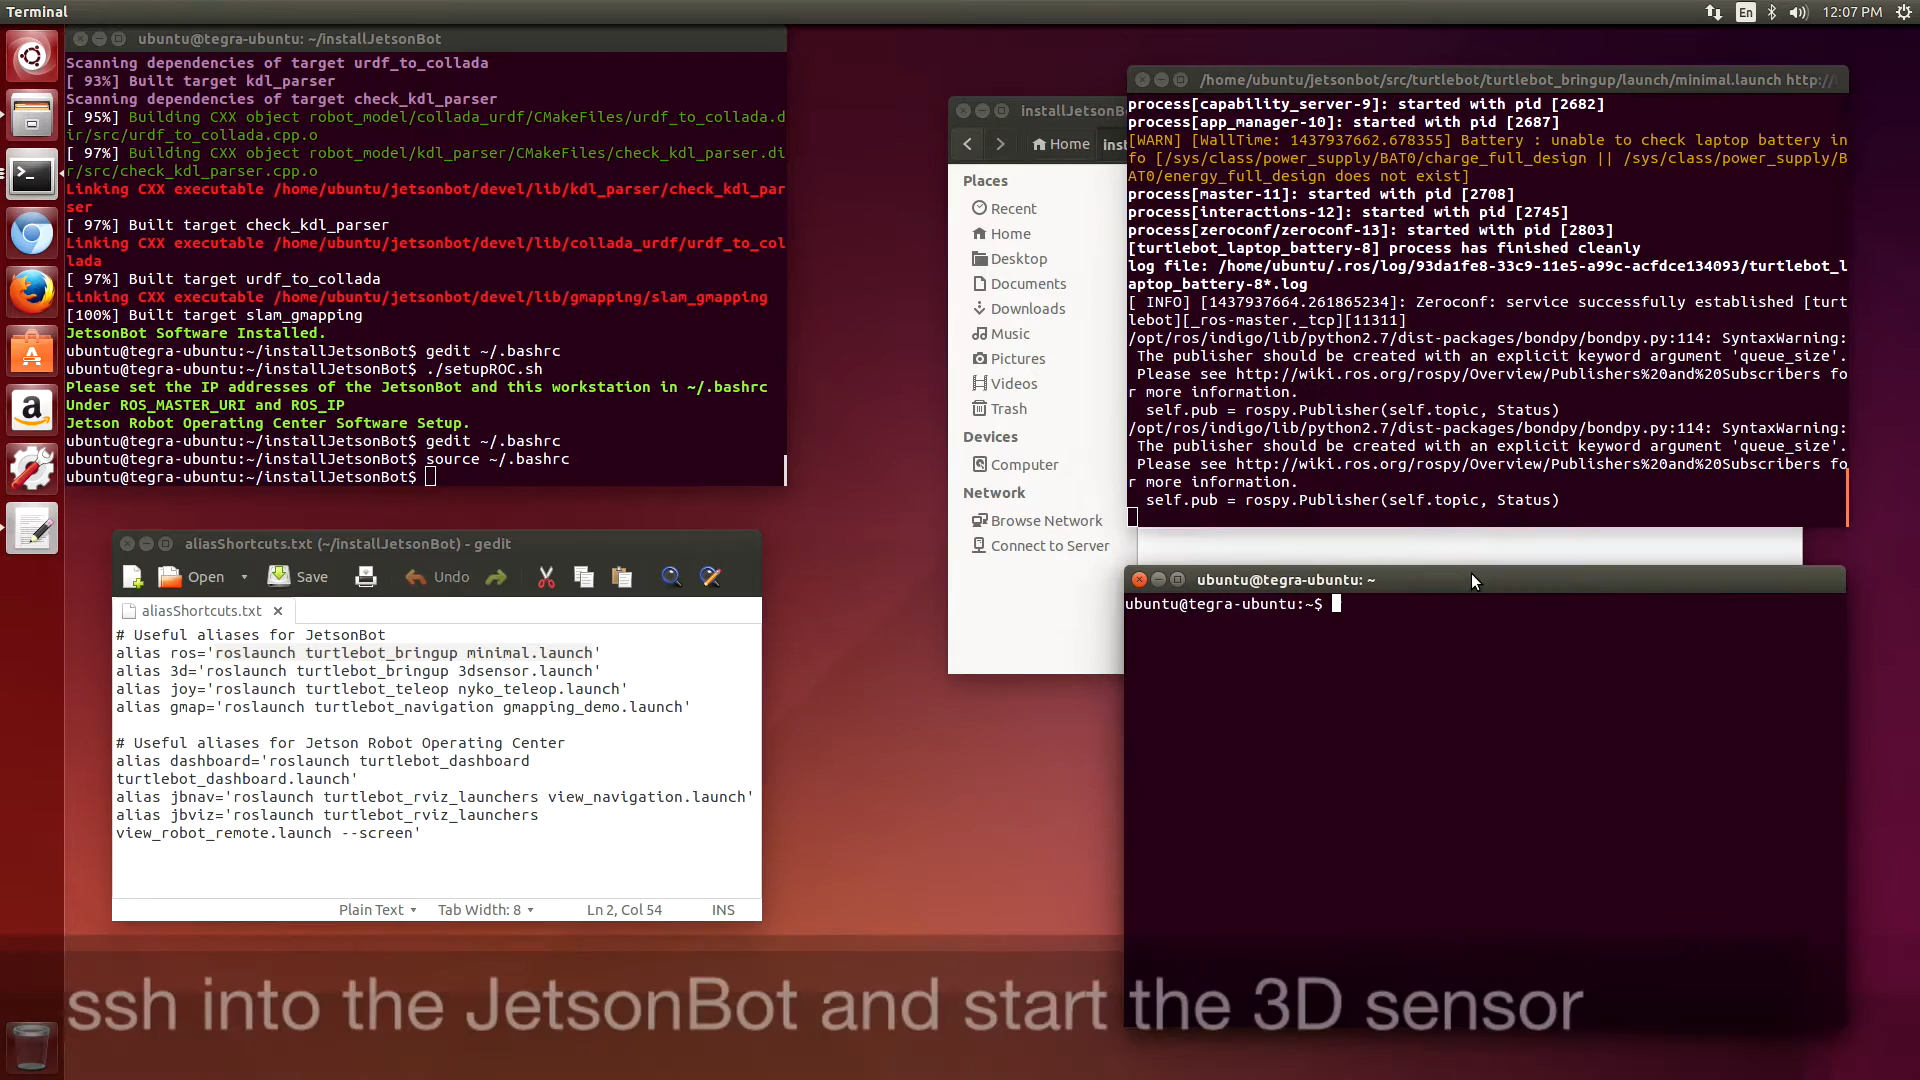 Terminal
En
12:07 PM
ubuntu@tegra-ubuntu: ~/installJetsonBot
Scanning dependencies of target urdf_to_collada
[ 93%] Built target kdl_parser
Scanning dependencies of target check_kdl_parser
[ 95%] Building CXX object robot_model/collada_urdf/CMakeFiles/urdf_to_collada.d
ir/src/urdf_to_collada.cpp.o
[ 97%] Building CXX object robot_model/kdl_parser/CMakeFiles/check_kdl_parser.di
r/src/check_kdl_parser.cpp.o
Linking CXX executable /home/ubuntu/jetsonbot/devel/lib/kdl_parser/check_kdl_par
ser
[ 97%] Built target check_kdl_parser
Linking CXX executable /home/ubuntu/jetsonbot/devel/lib/collada_urdf/urdf_to_col
lada
[ 97%] Built target urdf_to_collada
Linking CXX executable /home/ubuntu/jetsonbot/devel/lib/gmapping/slam_gmapping
[100%] Built target slam_gmapping
JetsonBot Software Installed.
ubuntu@tegra-ubuntu:~/installJetsonBot$ gedit ~/.bashrc
ubuntu@tegra-ubuntu:~/installJetsonBot$ ./setupROC.sh
Please set the IP addresses of the JetsonBot and this workstation in ~/.bashrc
Under ROS_MASTER_URI and ROS_IP
Jetson Robot Operating Center Software Setup.
ubuntu@tegra-ubuntu:~/installJetsonBot$ gedit ~/.bashrc
ubuntu@tegra-ubuntu:~/installJetsonBot$ source ~/.bashrc
ubuntu@tegra-ubuntu:~/installJetsonBot$
aliasShortcuts.txt (~/installJetsonBot) - gedit
Open
Save
Undo
aliasShortcuts.txt
# Useful aliases for JetsonBot
alias ros='roslaunch turtlebot_bringup minimal.launch'
alias 3d='roslaunch turtlebot_bringup 3dsensor.launch'
alias joy='roslaunch turtlebot_teleop nyko_teleop.launch'
alias gmap='roslaunch turtlebot_navigation gmapping_demo.launch'
# Useful aliases for Jetson Robot Operating Center
alias dashboard='roslaunch turtlebot_dashboard
turtlebot_dashboard.launch'
alias jbnav='roslaunch turtlebot_rviz_launchers view_navigation.launch'
alias jbviz='roslaunch turtlebot_rviz_launchers
view_robot_remote.launch --screen'
Plain Text
Tab Width: 8
Ln 2, Col 54
INS
installJetsonB
Home
inst
Places
Recent
Home
Desktop
Documents
Downloads
Music
Pictures
Videos
Trash
Devices
Computer
Network
Browse Network
Connect to Server
/home/ubuntu/jetsonbot/src/turtlebot/turtlebot_bringup/launch/minimal.launch http:/
process[capability_server-9]: started with pid [2682]
process[app_manager-10]: started with pid [2687]
[WARN] [WallTime: 1437937662.678355] Battery : unable to check laptop battery in
fo [/sys/class/power_supply/BAT0/charge_full_design || /sys/class/power_supply/B
AT0/energy_full_design does not exist]
process[master-11]: started with pid [2708]
process[interactions-12]: started with pid [2745]
process[zeroconf/zeroconf-13]: started with pid [2803]
[turtlebot_laptop_battery-8] process has finished cleanly
log file: /home/ubuntu/.ros/log/93da1fe8-33c9-11e5-a99c-acfdce134093/turtlebot_l
aptop_battery-8*.log
[ INFO] [1437937664.261865234]: Zeroconf: service successfully established [turt
lebot][_ros-master._tcp][11311]
/opt/ros/indigo/lib/python2.7/dist-packages/bondpy/bondpy.py:114: SyntaxWarning:
The publisher should be created with an explicit keyword argument 'queue_size'.
Please see http://wiki.ros.org/rospy/Overview/Publishers%20and%20Subscribers fo
r more information.
self.pub = rospy.Publisher(self.topic, Status)
/opt/ros/indigo/lib/python2.7/dist-packages/bondpy/bondpy.py:114: SyntaxWarning:
The publisher should be created with an explicit keyword argument 'queue_size'.
Please see http://wiki.ros.org/rospy/Overview/Publishers%20and%20Subscribers fo
r more information.
self.pub = rospy.Publisher(self.topic, Status)
ubuntu@tegra-ubuntu: ~
ubuntu@tegra-ubuntu:~$
ssh into the JetsonBot and start the 3D sensor